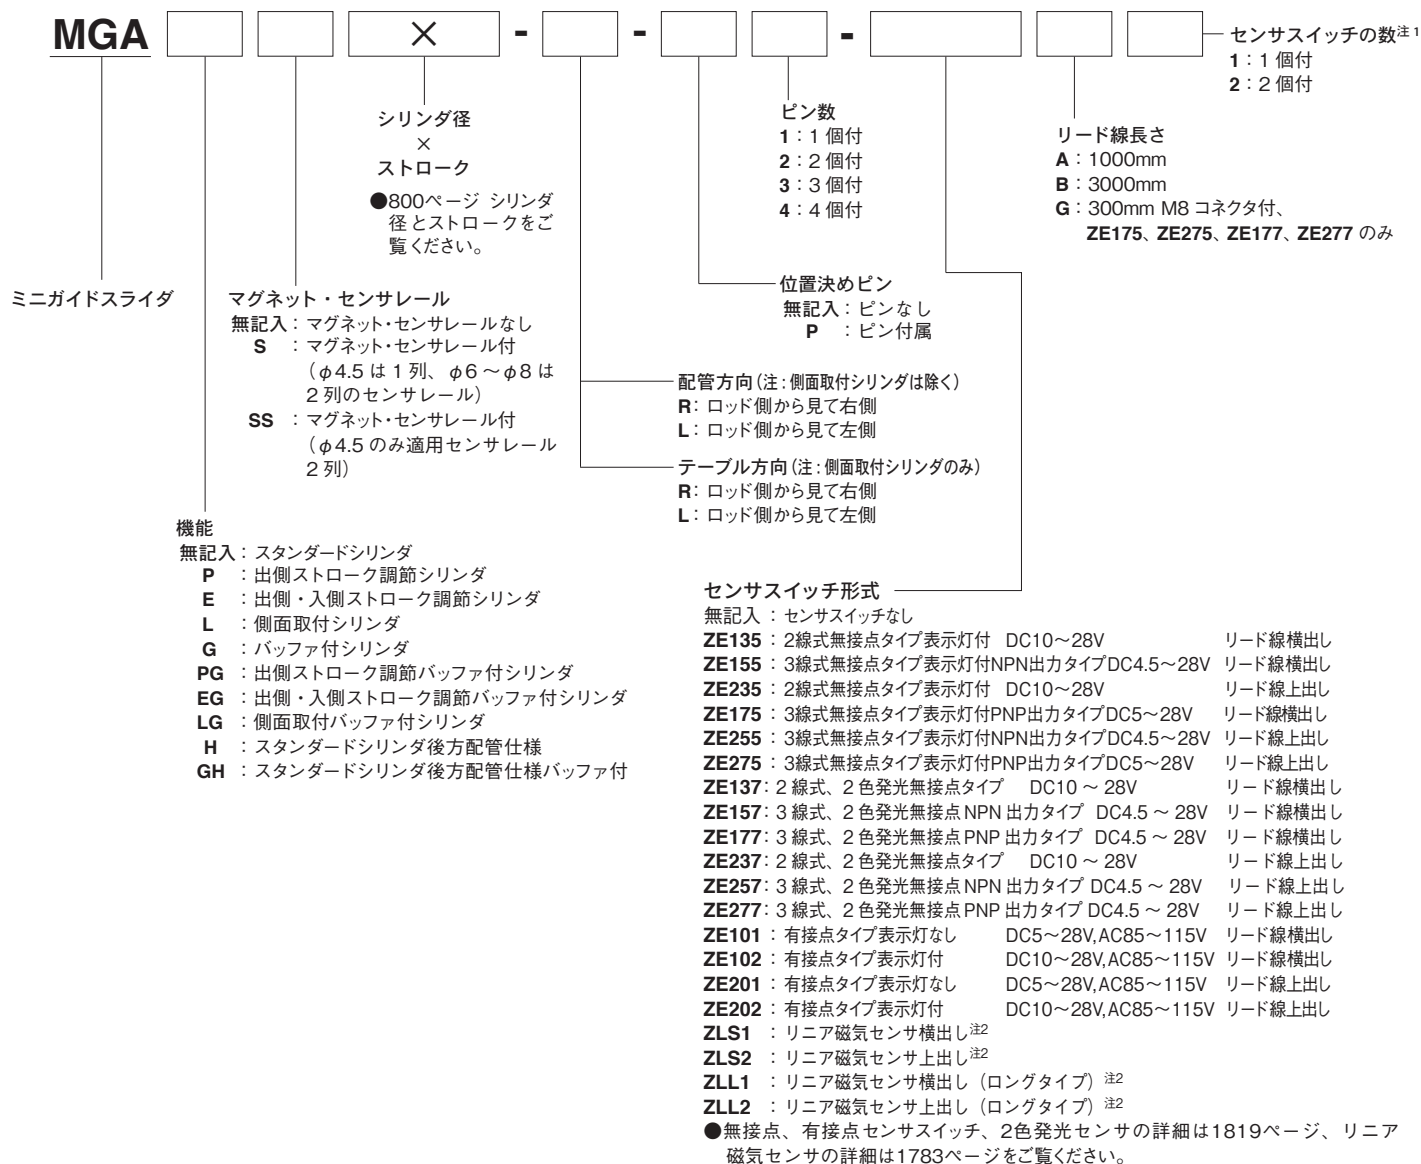 MGA × - - -
センサスイッチの数注1
1：1個付
2：2個付
シリンダ径
×
ストローク
●800ページ シリンダ
径とストロークをご
覧ください。
ピン数
1：1個付
2：2個付
3：3個付
4：4個付
リード線長さ
A：1000mm
B：3000mm
G：300mm M8コネクタ付、
ZE175、ZE275、ZE177、ZE277のみ
ミニガイドスライダ
マグネット・センサレール
無記入：マグネット・センサレールなし
S ：マグネット・センサレール付
（φ4.5は1列、φ6～φ8は
2列のセンサレール）
SS ：マグネット・センサレール付
（φ4.5のみ適用センサレール
2列）
位置決めピン
無記入：ピンなし
P ：ピン付属
配管方向（注：側面取付シリンダは除く）
R：ロッド側から見て右側
L：ロッド側から見て左側
テーブル方向（注：側面取付シリンダのみ）
R：ロッド側から見て右側
L：ロッド側から見て左側
機能
無記入：スタンダードシリンダ
P ：出側ストローク調節シリンダ
E ：出側・入側ストローク調節シリンダ
L ：側面取付シリンダ
G ：バッファ付シリンダ
PG ：出側ストローク調節バッファ付シリンダ
EG ：出側・入側ストローク調節バッファ付シリンダ
LG ：側面取付バッファ付シリンダ
H ：スタンダードシリンダ後方配管仕様
GH ：スタンダードシリンダ後方配管仕様バッファ付
センサスイッチ形式
無記入：センサスイッチなし
ZE135：2線式無接点タイプ表示灯付 DC10～28V リード線横出し
ZE155：3線式無接点タイプ表示灯付NPN出力タイプDC4.5～28V リード線横出し
ZE235：2線式無接点タイプ表示灯付 DC10～28V リード線上出し
ZE175：3線式無接点タイプ表示灯付PNP出力タイプDC5～28V リード線横出し
ZE255：3線式無接点タイプ表示灯付NPN出力タイプDC4.5～28V リード線上出し
ZE275：3線式無接点タイプ表示灯付PNP出力タイプDC5～28V リード線上出し
ZE137：2線式、2色発光無接点タイプ DC10～28V リード線横出し
ZE157：3線式、2色発光無接点NPN出力タイプ DC4.5～28V リード線横出し
ZE177：3線式、2色発光無接点PNP出力タイプ DC4.5～28V リード線横出し
ZE237：2線式、2色発光無接点タイプ DC10～28V リード線上出し
ZE257：3線式、2色発光無接点NPN出力タイプ DC4.5～28V リード線上出し
ZE277：3線式、2色発光無接点PNP出力タイプ DC4.5～28V リード線上出し
ZE101：有接点タイプ表示灯なし DC5～28V,AC85～115V リード線横出し
ZE102：有接点タイプ表示灯付 DC10～28V,AC85～115V リード線横出し
ZE201：有接点タイプ表示灯なし DC5～28V,AC85～115V リード線上出し
ZE202：有接点タイプ表示灯付 DC10～28V,AC85～115V リード線上出し
ZLS1 ：リニア磁気センサ横出し注2
ZLS2 ：リニア磁気センサ上出し注2
ZLL1 ：リニア磁気センサ横出し（ロングタイプ）注2
ZLL2 ：リニア磁気センサ上出し（ロングタイプ）注2
●無接点、有接点センサスイッチ、2色発光センサの詳細は1819ページ、リニア
磁気センサの詳細は1783ページをご覧ください。